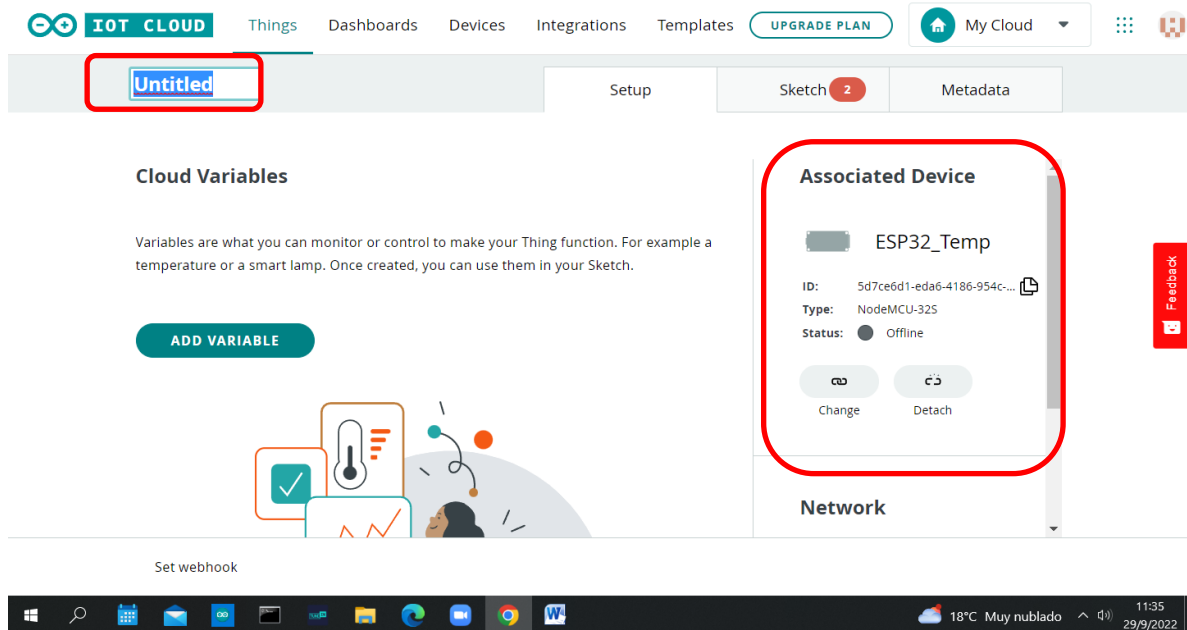 IOT CLOUD
Things
Dashboards
Devices
Integrations
Templates
UPGRADE PLAN
My Cloud
Untitled
Setup
Sketch 2
Metadata
Cloud Variables
Variables are what you can monitor or control to make your Thing function. For example a
temperature or a smart lamp. Once created, you can use them in your Sketch.
ADD VARIABLE
Associated Device
ESP32_Temp
ID: 5d7ce6d1-eda6-4186-954c-...
Type: NodeMCU-32S
Status: Offline
Change
Detach
Network
Feedback
Set webhook
18°C Muy nublado
11:35
29/9/2022